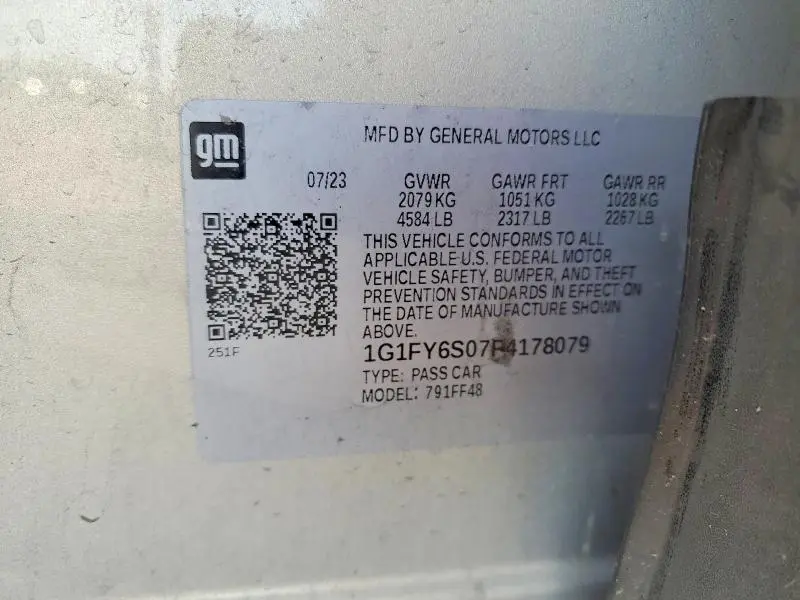 gm
MFD BY GENERAL MOTORS LLC
07/23 GVWR GAWR FRT GAWR RR
2079 KG 1051 KG 1028 KG
4584 LB 2317 LB 2267 LB
THIS VEHICLE CONFORMS TO ALL
APPLICABLE U.S. FEDERAL MOTOR
VEHICLE SAFETY, BUMPER, AND THEFT
PREVENTION STANDARDS IN EFFECT ON
THE DATE OF MANUFACTURE SHOWN
ABOVE.
251F
1G1FY6S07P4178079
TYPE: PASS CAR
MODEL: 791FF48